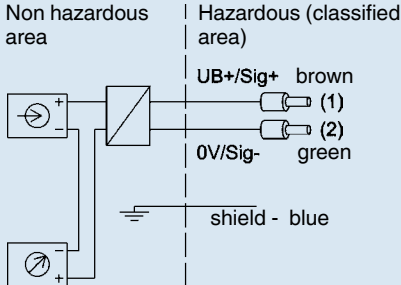 Non hazardous area
Hazardous (classified area)
UB+/Sig+ brown
+
(1)
-
(2)
0V/Sig- green
shield - blue
-
+